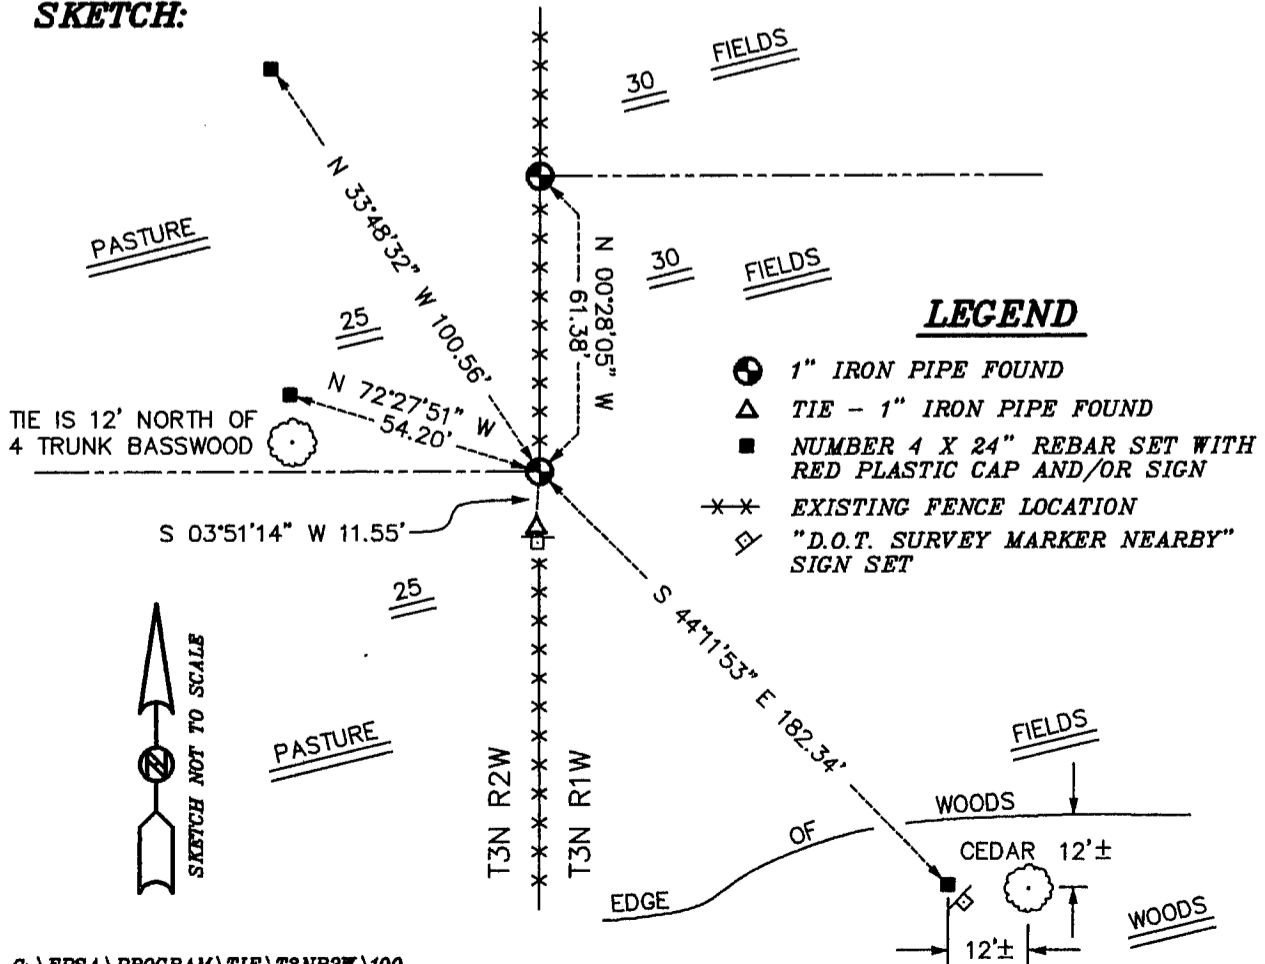 SKETCH:
FIELDS
30
N 33°48'32" W 100.56'
PASTURE
N 00°28'05" W
61.38'
30
FIELDS
25
LEGEND
1" IRON PIPE FOUND
TIE - 1" IRON PIPE FOUND
NUMBER 4 X 24" REBAR SET WITH
RED PLASTIC CAP AND/OR SIGN
EXISTING FENCE LOCATION
"D.O.T. SURVEY MARKER NEARBY"
SIGN SET
N 72°27'51" W
54.20'
TIE IS 12' NORTH OF
4 TRUNK BASSWOOD
S 03°51'14" W 11.55'
25
S 44°11'53" E 182.34'
SKETCH NOT TO SCALE
N
PASTURE
T3N R2W
T3N R1W
FIELDS
EDGE OF WOODS
CEDAR 12'±
WOODS
12'±